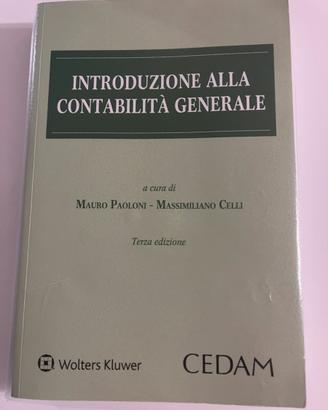 INTRODUZIONE ALLA
CONTABILITÀ GENERALE
a cura di
MAURO PAOLONI - MASSIMILIANO CELLI
Terza edizione
Wolters Kluwer CEDAM